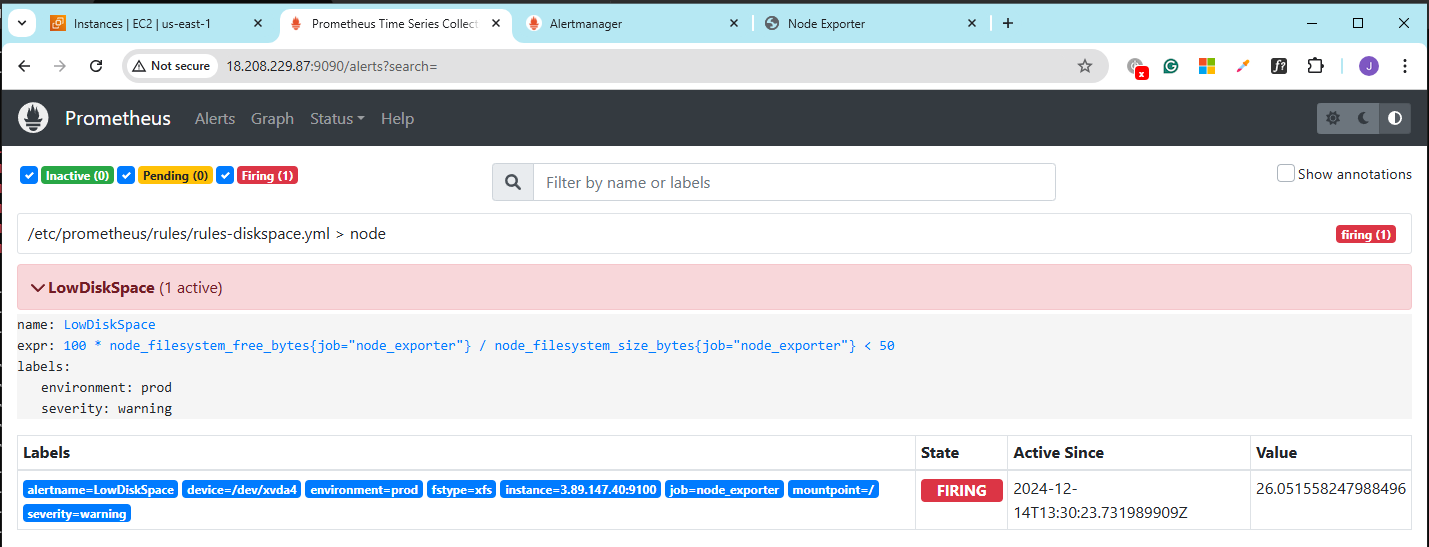 Instances | EC2 | us-east-1
Prometheus Time Series Collect
Alertmanager
Node Exporter
Not secure
18.208.229.87:9090/alerts?search=
x
f?
J
Prometheus
Alerts
Graph
Status
Help
Inactive (0)
Pending (0)
Firing (1)
Filter by name or labels
Show annotations
/etc/prometheus/rules/rules-diskspace.yml > node
firing (1)
LowDiskSpace (1 active)
name: LowDiskSpace
expr: 100 * node_filesystem_free_bytes{job="node_exporter"} / node_filesystem_size_bytes{job="node_exporter"} < 50
labels:
environment: prod
severity: warning
Labels
State
Active Since
Value
alertname=LowDiskSpace device=/dev/xvda4 environment=prod fstype=xfs instance=3.89.147.40:9100 job=node_exporter mountpoint=/
severity=warning
FIRING
2024-12-
14T13:30:23.731989909Z
26.051558247988496